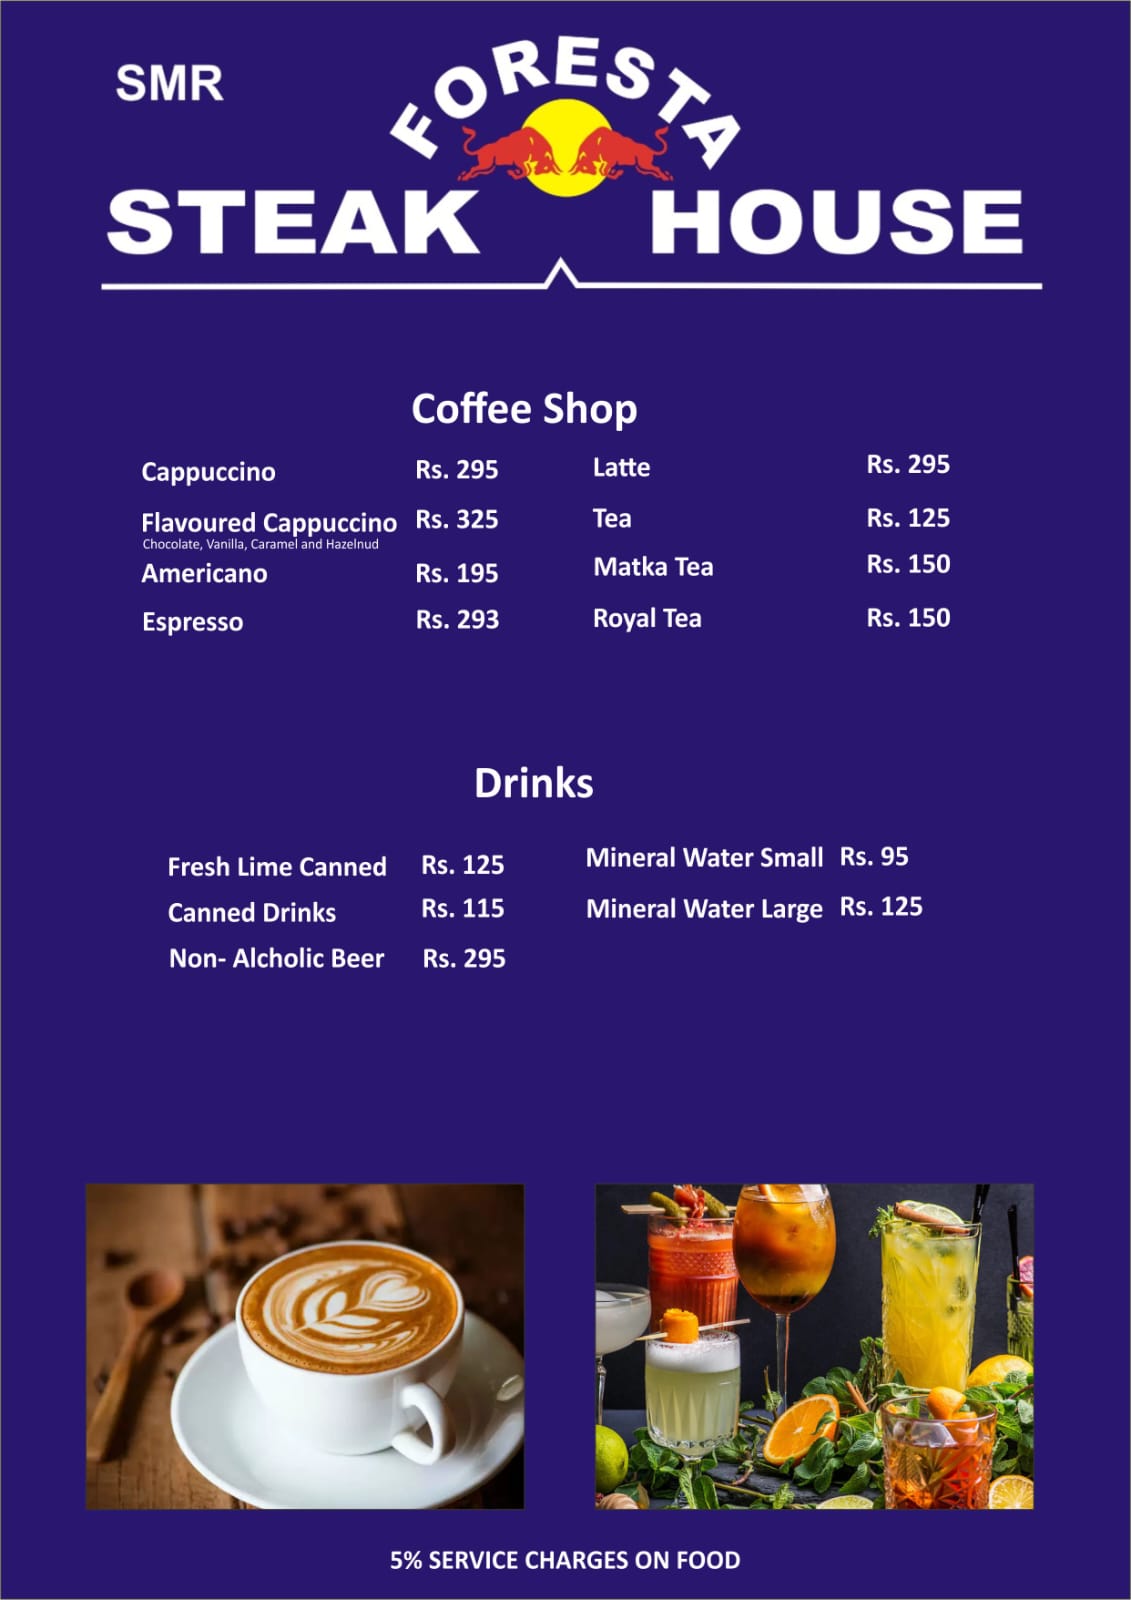 SMR
FORESTA
STEAK HOUSE
Coffee Shop
Cappuccino Rs. 295
Flavoured Cappuccino Rs. 325
Chocolate, Vanilla, Caramel and Hazelnud
Americano Rs. 195
Espresso Rs. 293
Latte Rs. 295
Tea Rs. 125
Matka Tea Rs. 150
Royal Tea Rs. 150
Drinks
Fresh Lime Canned Rs. 125
Canned Drinks Rs. 115
Non- Alcholic Beer Rs. 295
Mineral Water Small Rs. 95
Mineral Water Large Rs. 125
5% SERVICE CHARGES ON FOOD